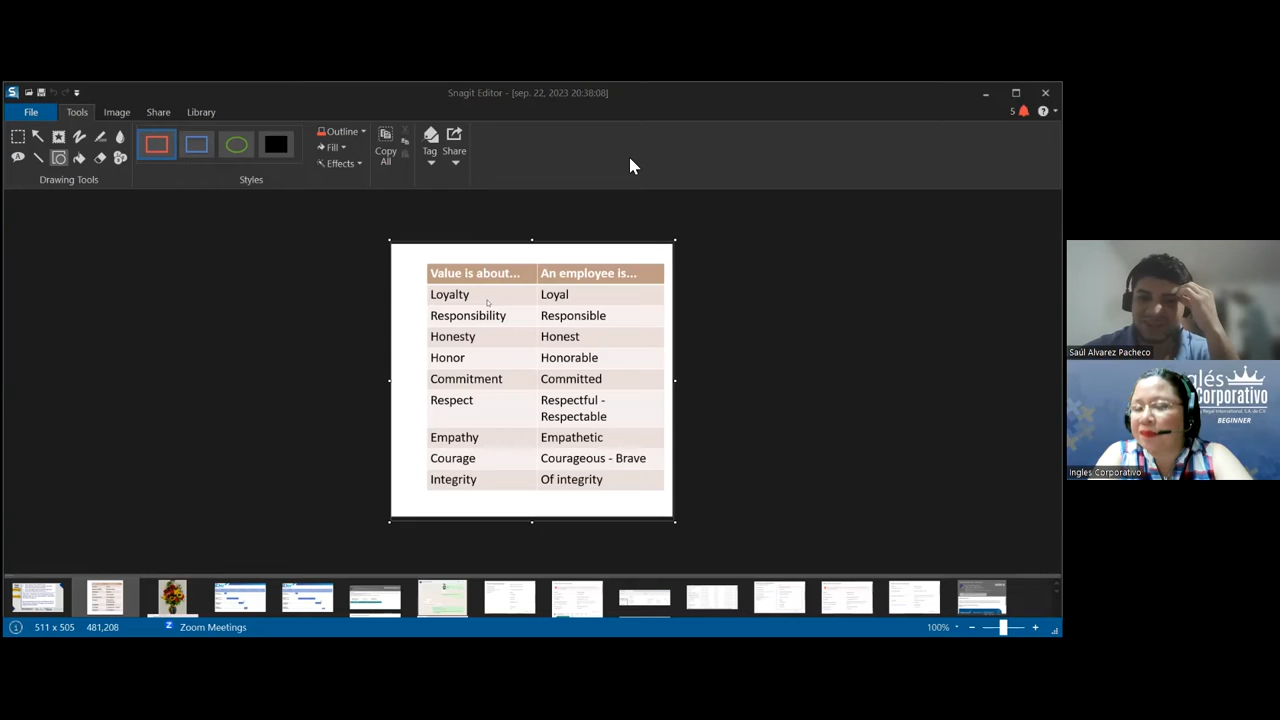 Snagit Editor - [sep. 22, 2023 20:38:08]
File Tools Image Share Library
5
Outline
Fill
Effects
Copy All
Tag
Share
Drawing Tools
Styles
Value is about... An employee is...
Loyalty Loyal
Responsibility Responsible
Honesty Honest
Honor Honorable
Commitment Committed
Respect Respectful - Respectable
Empathy Empathetic
Courage Courageous - Brave
Integrity Of integrity
511 x 505 481,208 Zoom Meetings 100%
Saúl Alvarez Pacheco
orporativo
BEGINNER
Ingles Corporativo